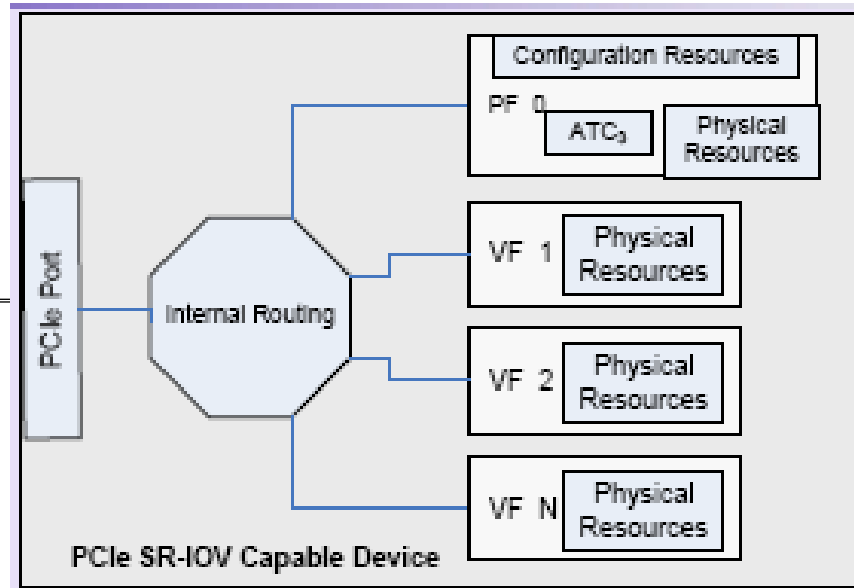 Configuration Resources
PF 0
ATC₀
Physical
Resources
PCIe Port
Internal Routing
VF 1
Physical
Resources
VF 2
Physical
Resources
VF N
Physical
Resources
PCIe SR-IOV Capable Device